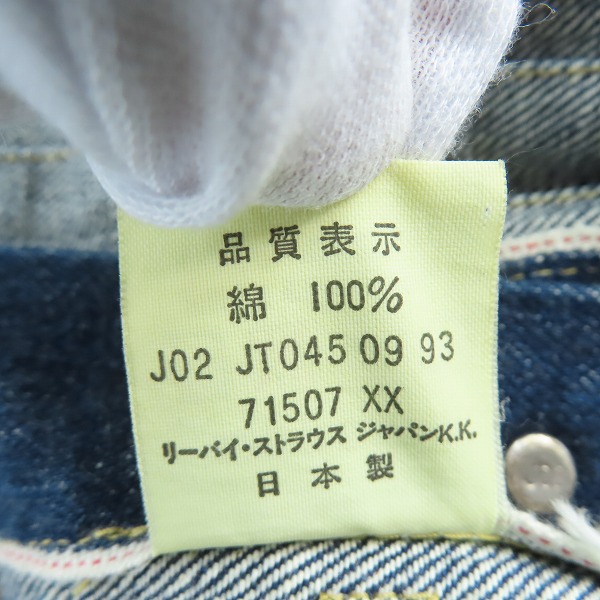 品質表示
綿 100%
J02 JT045 09 93
71507 XX
リーバイ・ストラウス ジャパンK.K.
日本製